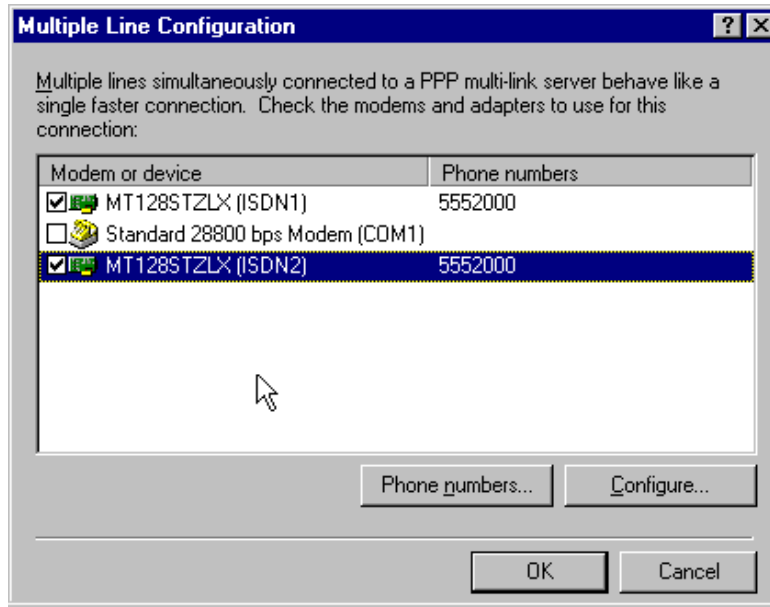 Multiple Line Configuration
Multiple lines simultaneously connected to a PPP multi-link server behave like a
single faster connection.  Check the modems and adapters to use for this
connection:
Modem or device Phone numbers
MT128STZLX (ISDN1) 5552000
Standard 28800 bps Modem (COM1)
MT128STZLX (ISDN2) 5552000
Phone numbers... Configure...
OK Cancel